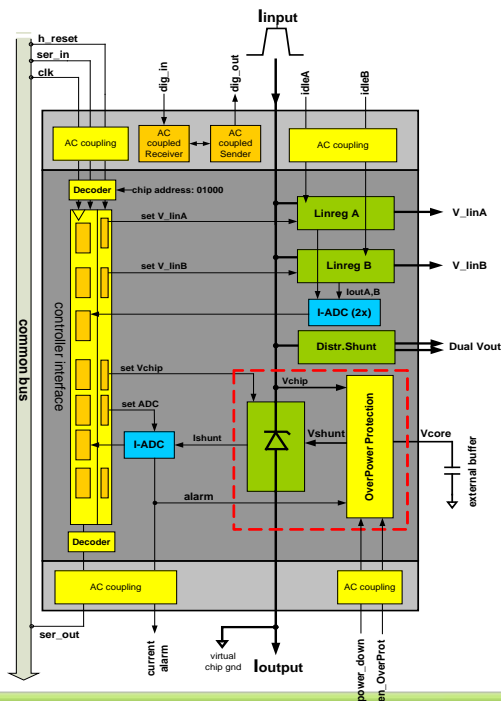 Iinput
h_reset
ser_in
clk
dig_in
dig_out
idleA
idleB
AC coupling
AC
coupled
Receiver
AC
coupled
Sender
AC coupling
Decoder
chip address: 01000
set V_linA
Linreg A
V_linA
set V_linB
Linreg B
V_linB
IoutA,B
I-ADC (2x)
controller interface
common bus
Distr.Shunt
Dual Vout
set Vchip
Vchip
set ADC
I-ADC
Ishunt
Vshunt
OverPower Protection
Vcore
external buffer
alarm
Decoder
AC coupling
AC coupling
ser_out
current
alarm
virtual
chip gnd
Ioutput
power_down
en_OverProt